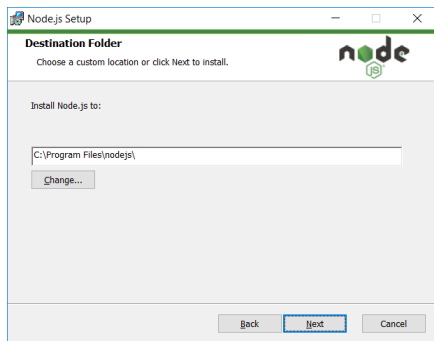 Node.js Setup
Destination Folder
Choose a custom location or click Next to install.
node
JS
Install Node.js to:
C:\Program Files\nodejs\
Change...
Back Next Cancel